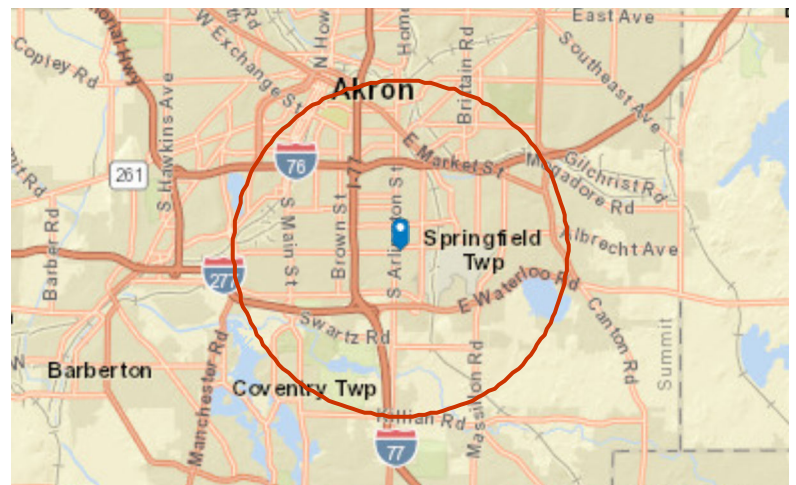 East Ave
Copley Rd
W Exchange St
Akron
Brittain Rd
Southeast Ave
S Hawkins Ave
261
76
I-77
E Market St
Gilchrist Rd
Mogadore Rd
Barber Rd
S Main St
Brown St
S Arlington St
Springfield
Twp
Albrecht Ave
277
E Waterloo Rd
Swartz Rd
Canton Rd
Summit
Barberton
Manchester Rd
Coventry Twp
Massillon Rd
Killian Rd
77